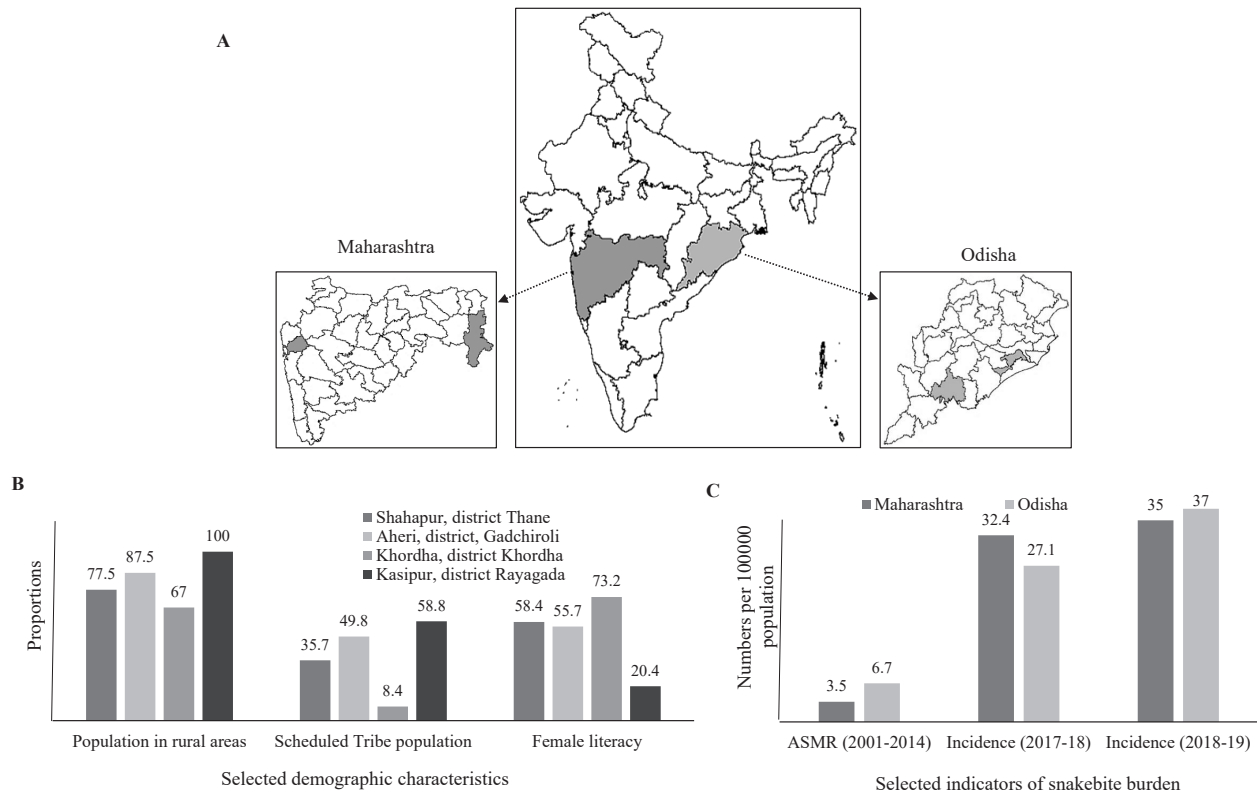 A
Maharashtra
Odisha
B
Proportions
Shahapur, district Thane
Aheri, district, Gadchiroli
Khordha, district Khordha
Kasipur, district Rayagada
77.5
87.5
67
100
35.7
49.8
8.4
58.8
58.4
55.7
73.2
20.4
Population in rural areas
Scheduled Tribe population
Female literacy
Selected demographic characteristics
C
Numbers per 100000
population
Maharashtra
Odisha
3.5
6.7
32.4
27.1
35
37
ASMR (2001-2014)
Incidence (2017-18)
Incidence (2018-19)
Selected indicators of snakebite burden